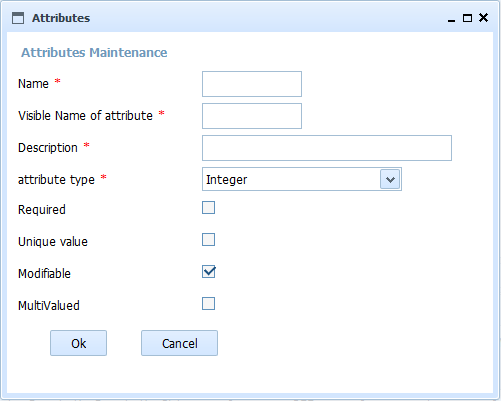 Attributes
Attributes Maintenance
Name *
Visible Name of attribute *
Description *
attribute type * Integer
Required
Unique value
Modifiable
MultiValued
Ok Cancel